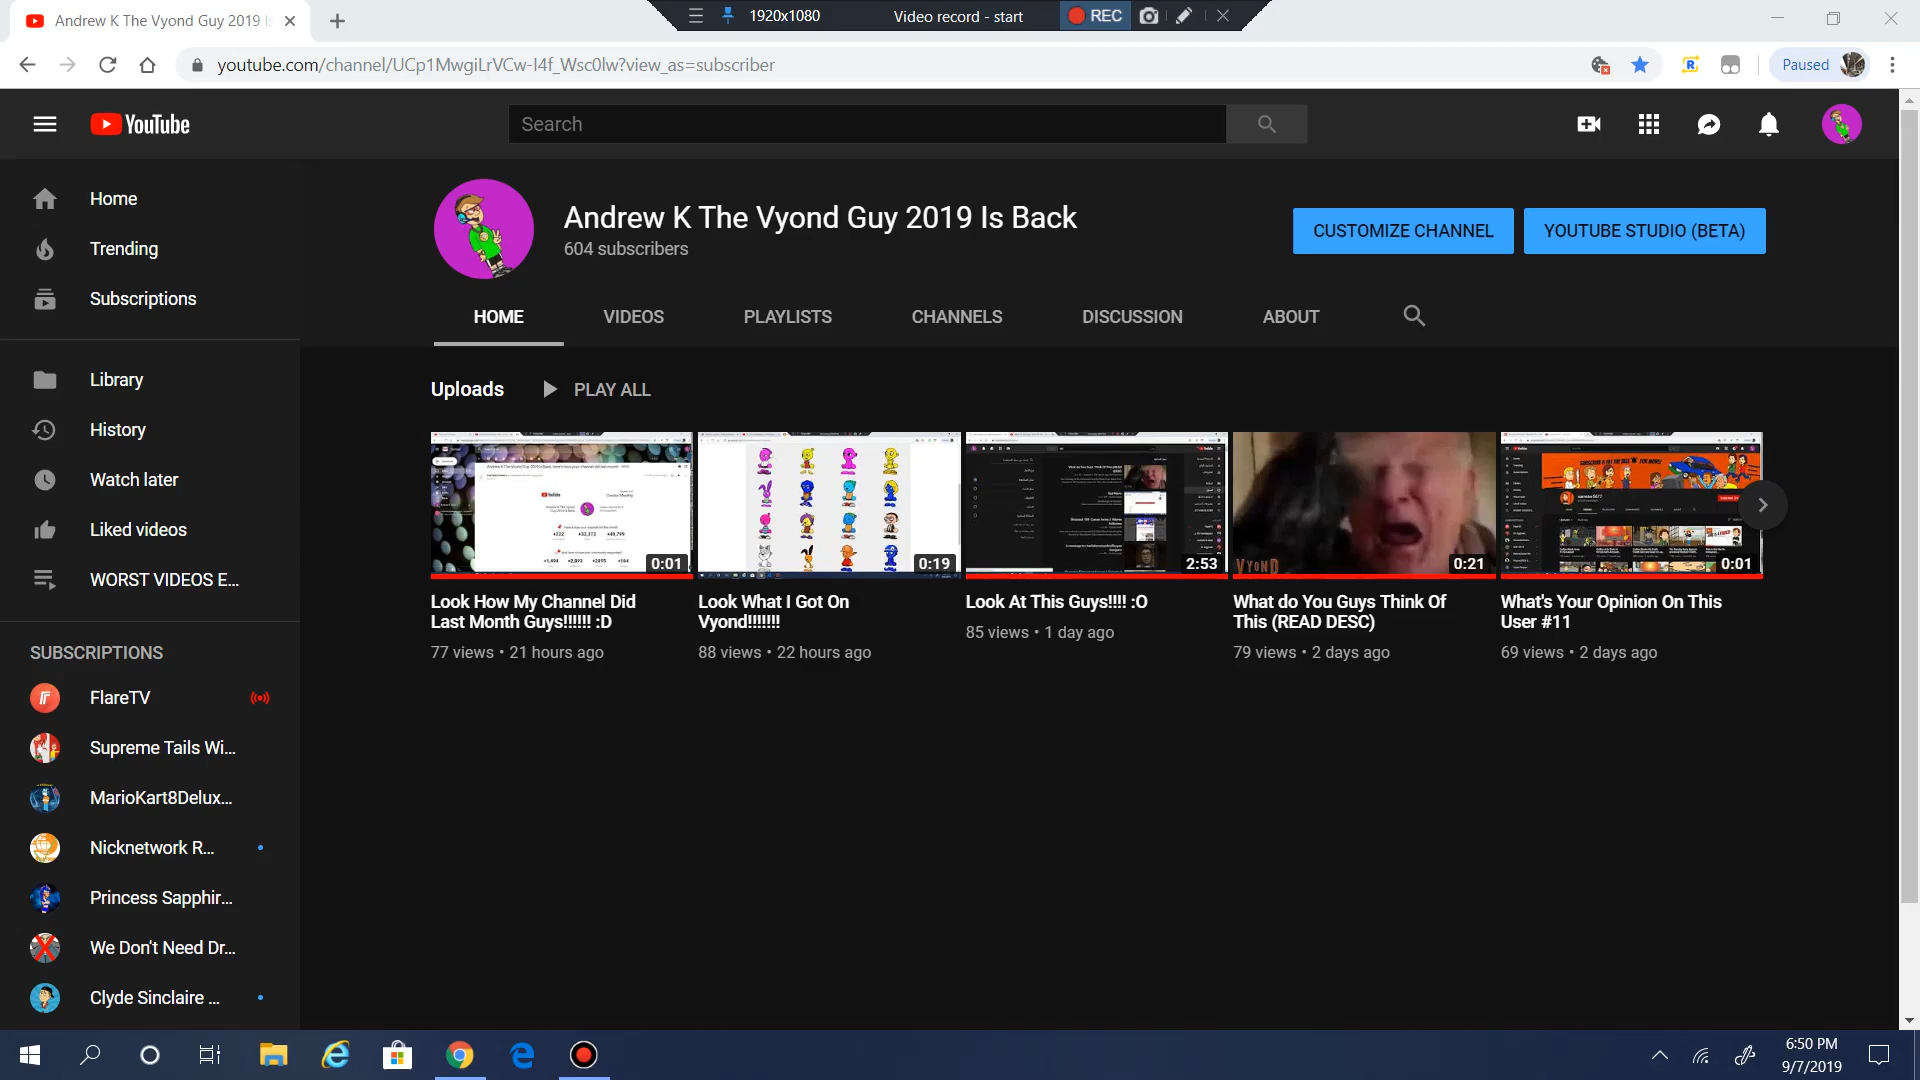 Andrew K The Vyond Guy 2019 Is
1920x1080
Video record - start
REC
youtube.com/channel/UCp1MwgiLrVCw-I4f_Wsc0lw?view_as=subscriber
Paused
YouTube
Search
Home
Trending
Subscriptions
Library
History
Watch later
Liked videos
WORST VIDEOS E...
SUBSCRIPTIONS
FlareTV
Supreme Tails Wi...
MarioKart8Delux...
Nicknetwork R...
Princess Sapphir...
We Don't Need Dr...
Clyde Sinclaire ...
Andrew K The Vyond Guy 2019 Is Back
604 subscribers
CUSTOMIZE CHANNEL
YOUTUBE STUDIO (BETA)
HOME
VIDEOS
PLAYLISTS
CHANNELS
DISCUSSION
ABOUT
Uploads
PLAY ALL
0:01
Look How My Channel Did
Last Month Guys!!!!!! :D
77 views • 21 hours ago
0:19
Look What I Got On
Vyond!!!!!!!
88 views • 22 hours ago
2:53
Look At This Guys!!!! :O
85 views • 1 day ago
VYOND
0:21
What do You Guys Think Of
This (READ DESC)
79 views • 2 days ago
0:01
What's Your Opinion On This
User #11
69 views • 2 days ago
6:50 PM
9/7/2019